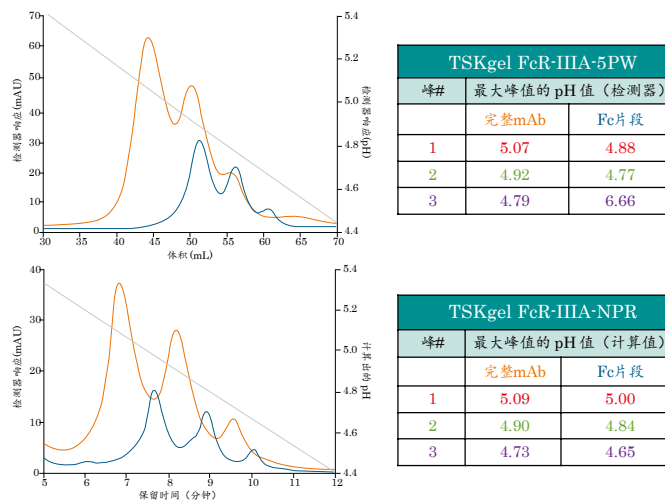 70
60
50
40
30
20
10
0
检测器响应(mAU)
5.4
5.2
5.0
4.8
4.6
4.4
检测器响应(pH)
30 35 40 45 50 55 60 65 70
体积(mL)
TSKgel FcR-IIIA-5PW
峰# 最大峰值的 pH 值（检测器）
完整mAb Fc片段
1 5.07 4.88
2 4.92 4.77
3 4.79 6.66
40
30
20
10
0
检测器响应(mAU)
5.4
5.2
5.0
4.8
4.6
4.4
计算出的pH
5 6 7 8 9 10 11 12
保留时间 (分钟)
TSKgel FcR-IIIA-NPR
峰# 最大峰值的 pH 值（计算值）
完整mAb Fc片段
1 5.09 5.00
2 4.90 4.84
3 4.73 4.65